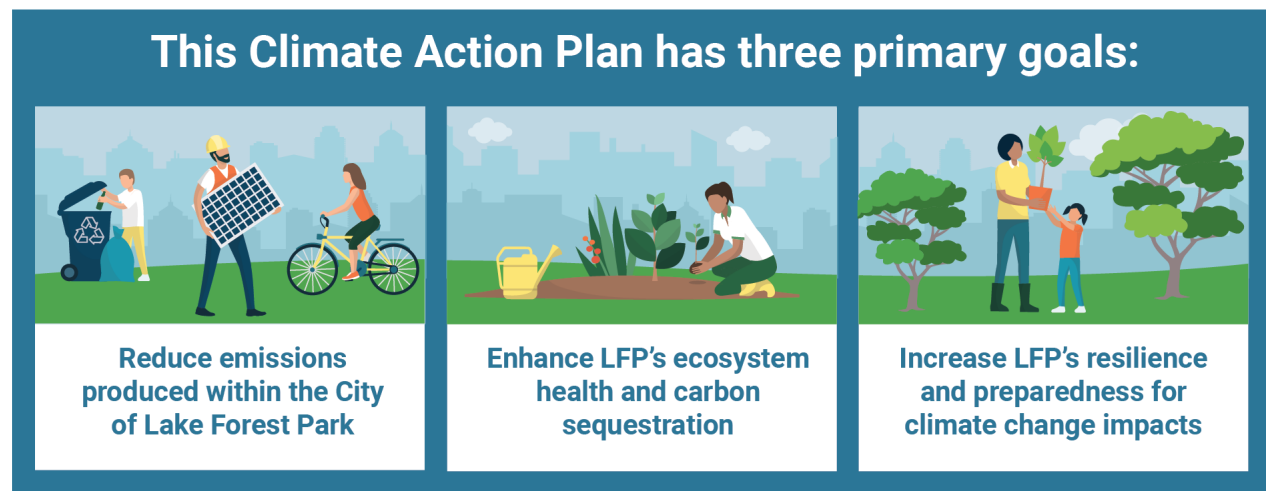 This Climate Action Plan has three primary goals:
Reduce emissions
produced within the City
of Lake Forest Park
Enhance LFP’s ecosystem
health and carbon
sequestration
Increase LFP’s resilience
and preparedness for
climate change impacts